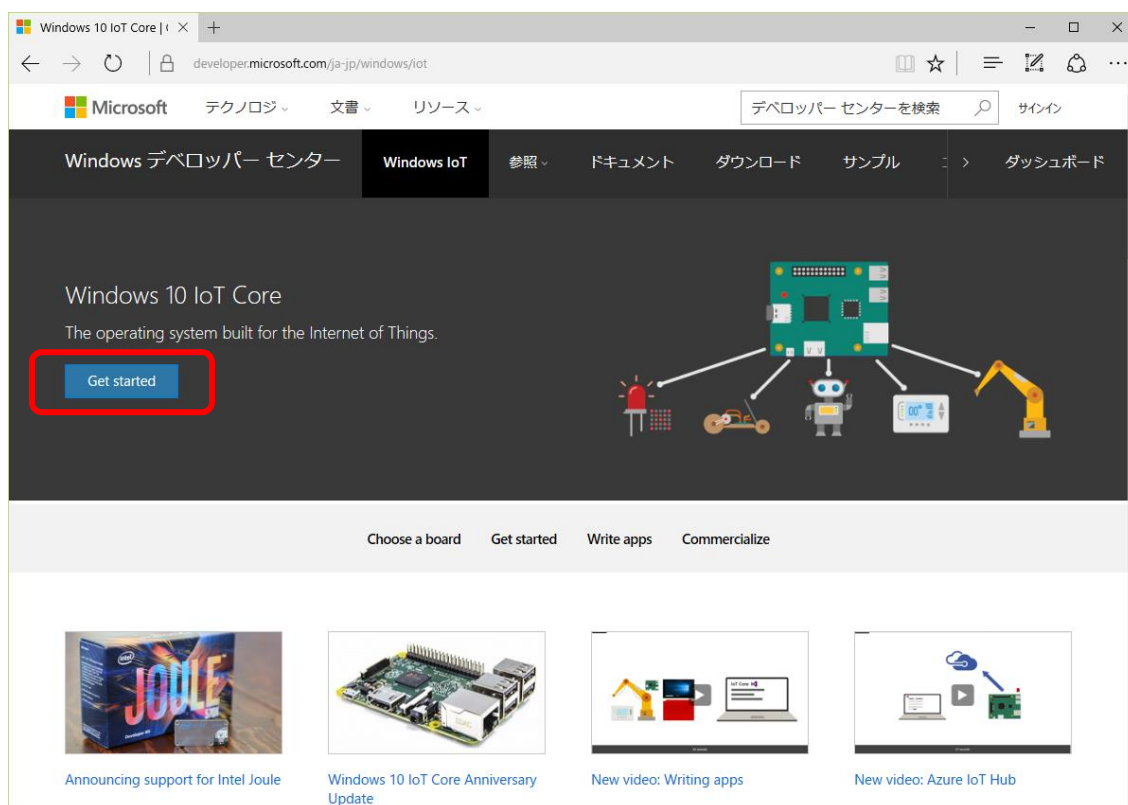 Windows 10 IoT Core | (
developer.microsoft.com/ja-jp/windows/iot
Microsoft テクノロジ 文書 リソース デベロッパー センターを検索 サインイン
Windows デベロッパー センター Windows IoT 参照 ドキュメント ダウンロード サンプル ダッシュボード
Windows 10 IoT Core
The operating system built for the Internet of Things.
Get started
00°
Choose a board Get started Write apps Commercialize
intel
JOULE
Developer Kit
IoT Core
Announcing support for Intel Joule
Windows 10 IoT Core Anniversary
Update
New video: Writing apps
New video: Azure IoT Hub